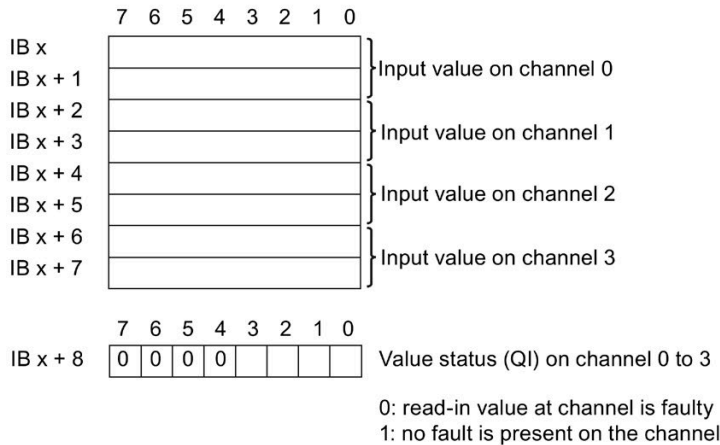 7 6 5 4 3 2 1 0
IB x
IB x + 1
Input value on channel 0
IB x + 2
IB x + 3
Input value on channel 1
IB x + 4
IB x + 5
Input value on channel 2
IB x + 6
IB x + 7
Input value on channel 3
7 6 5 4 3 2 1 0
IB x + 8 0 0 0 0 Value status (QI) on channel 0 to 3
0: read-in value at channel is faulty
1: no fault is present on the channel